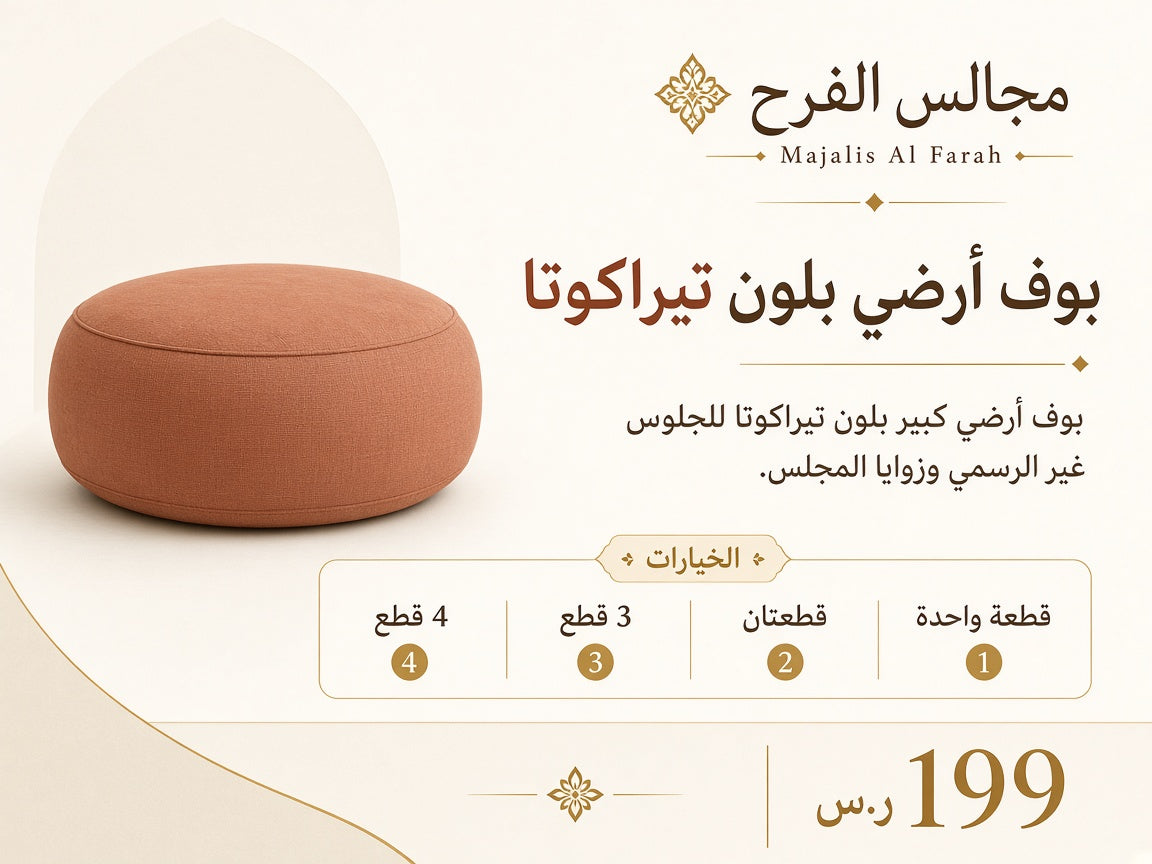 مجالس الفرح
Majalis Al Farah
بوف أرضي بلون تيراكوتا
بوف أرضي كبير بلون تيراكوتا للجلوس
غير الرسمي وزوايا المجلس.
الخيارات
قطعة واحدة
1
قطعتان
2
3 قطع
3
4 قطع
4
199 ر.س